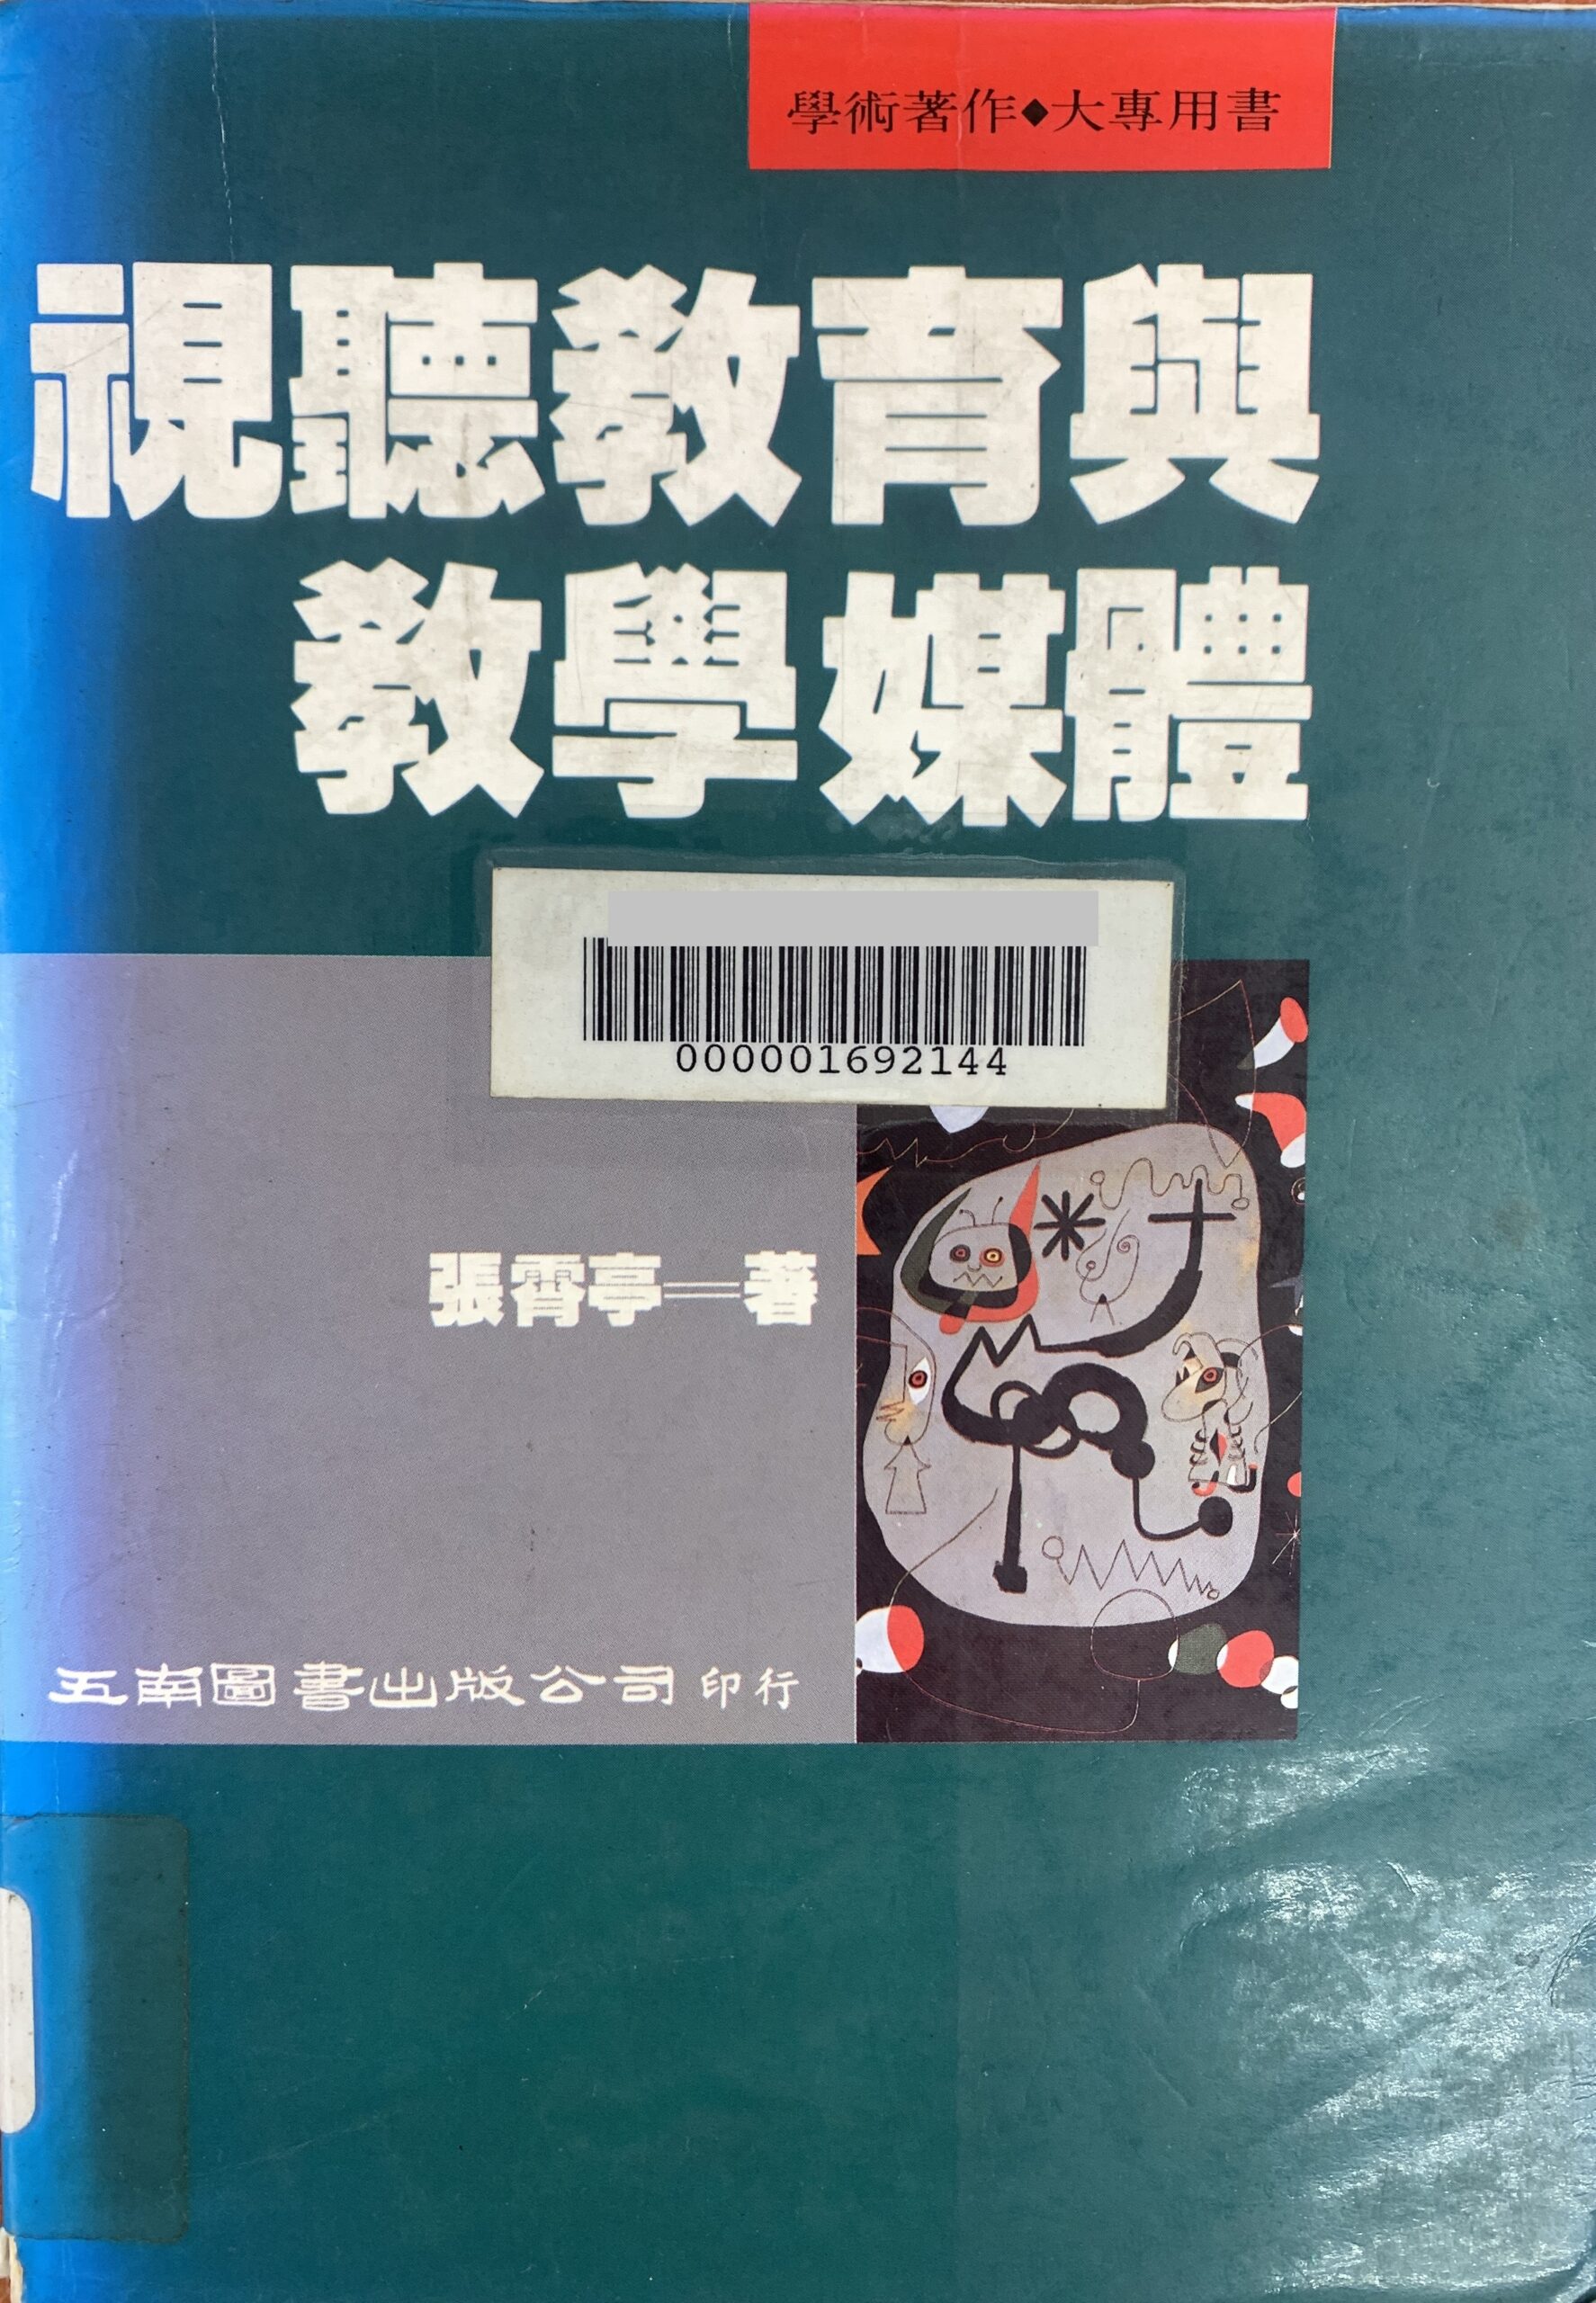 學術著作◆大專用書
視聽教育與
教學媒體
000001692144
張霄亭一著
五南圖書出版公司印行